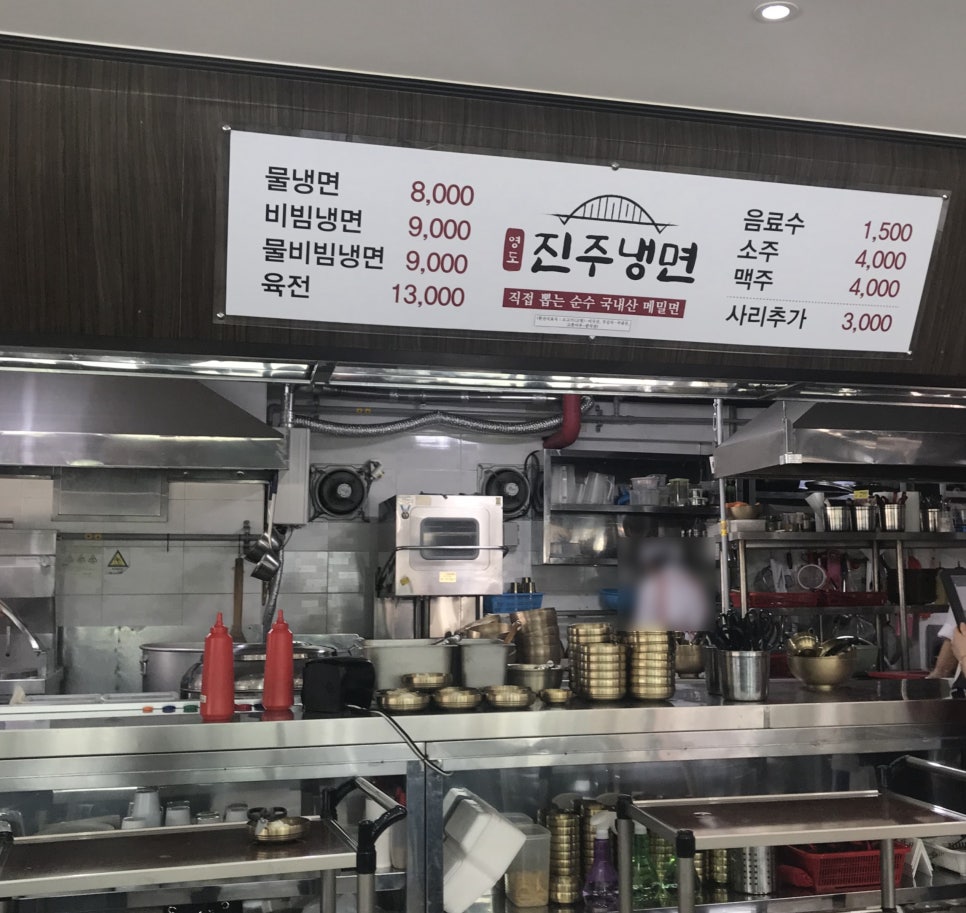 물냉면 8,000
비빔냉면 9,000
물비빔냉면 9,000
육전 13,000
영도
진주냉면
직접 뽑는 순수 국내산 메밀면
음료수 1,500
소주 4,000
맥주 4,000
사리추가 3,000